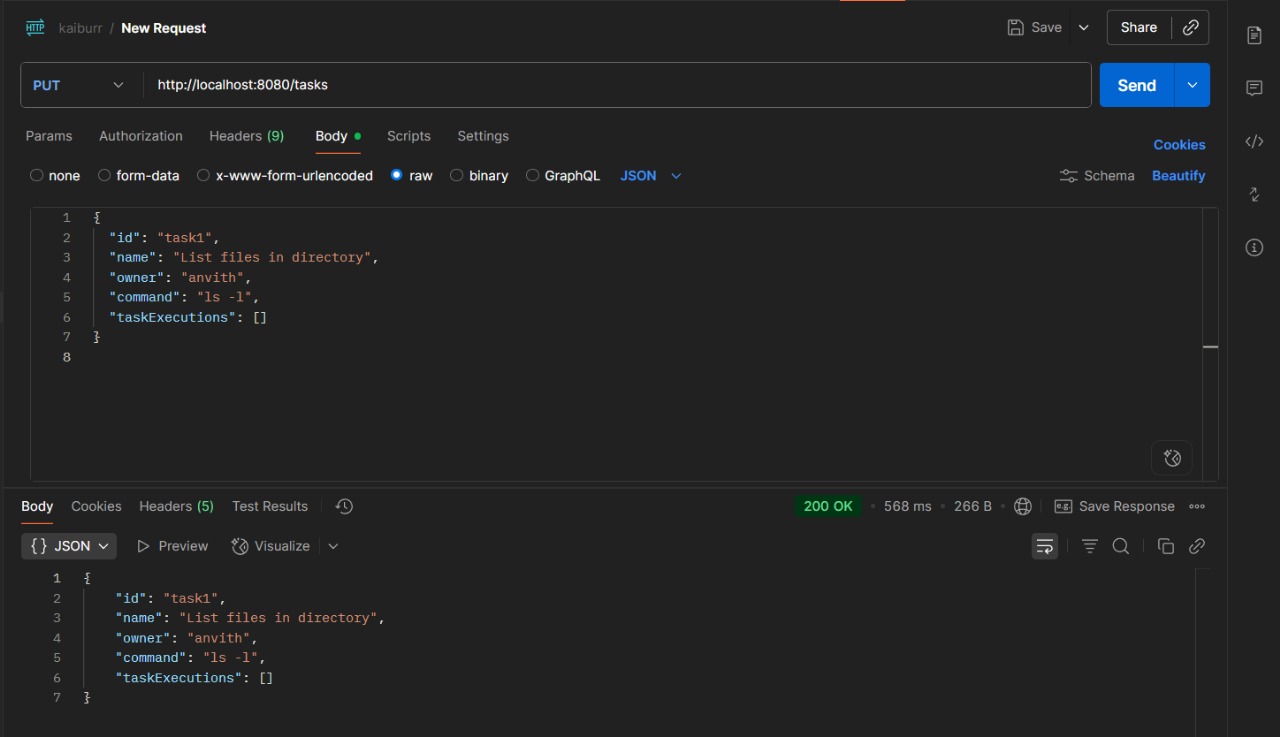 HTTP kaiburr / New Request Save Share
PUT http://localhost:8080/tasks Send
Params Authorization Headers (9) Body Scripts Settings Cookies
none form-data x-www-form-urlencoded raw binary GraphQL JSON Schema Beautify
1 {
2 "id": "task1",
3 "name": "List files in directory",
4 "owner": "anvith",
5 "command": "ls -l",
6 "taskExecutions": []
7 }
8
Body Cookies Headers (5) Test Results 200 OK • 568 ms • 266 B • e.g. Save Response
{} JSON Preview Visualize
1 {
2 "id": "task1",
3 "name": "List files in directory",
4 "owner": "anvith",
5 "command": "ls -l",
6 "taskExecutions": []
7 }